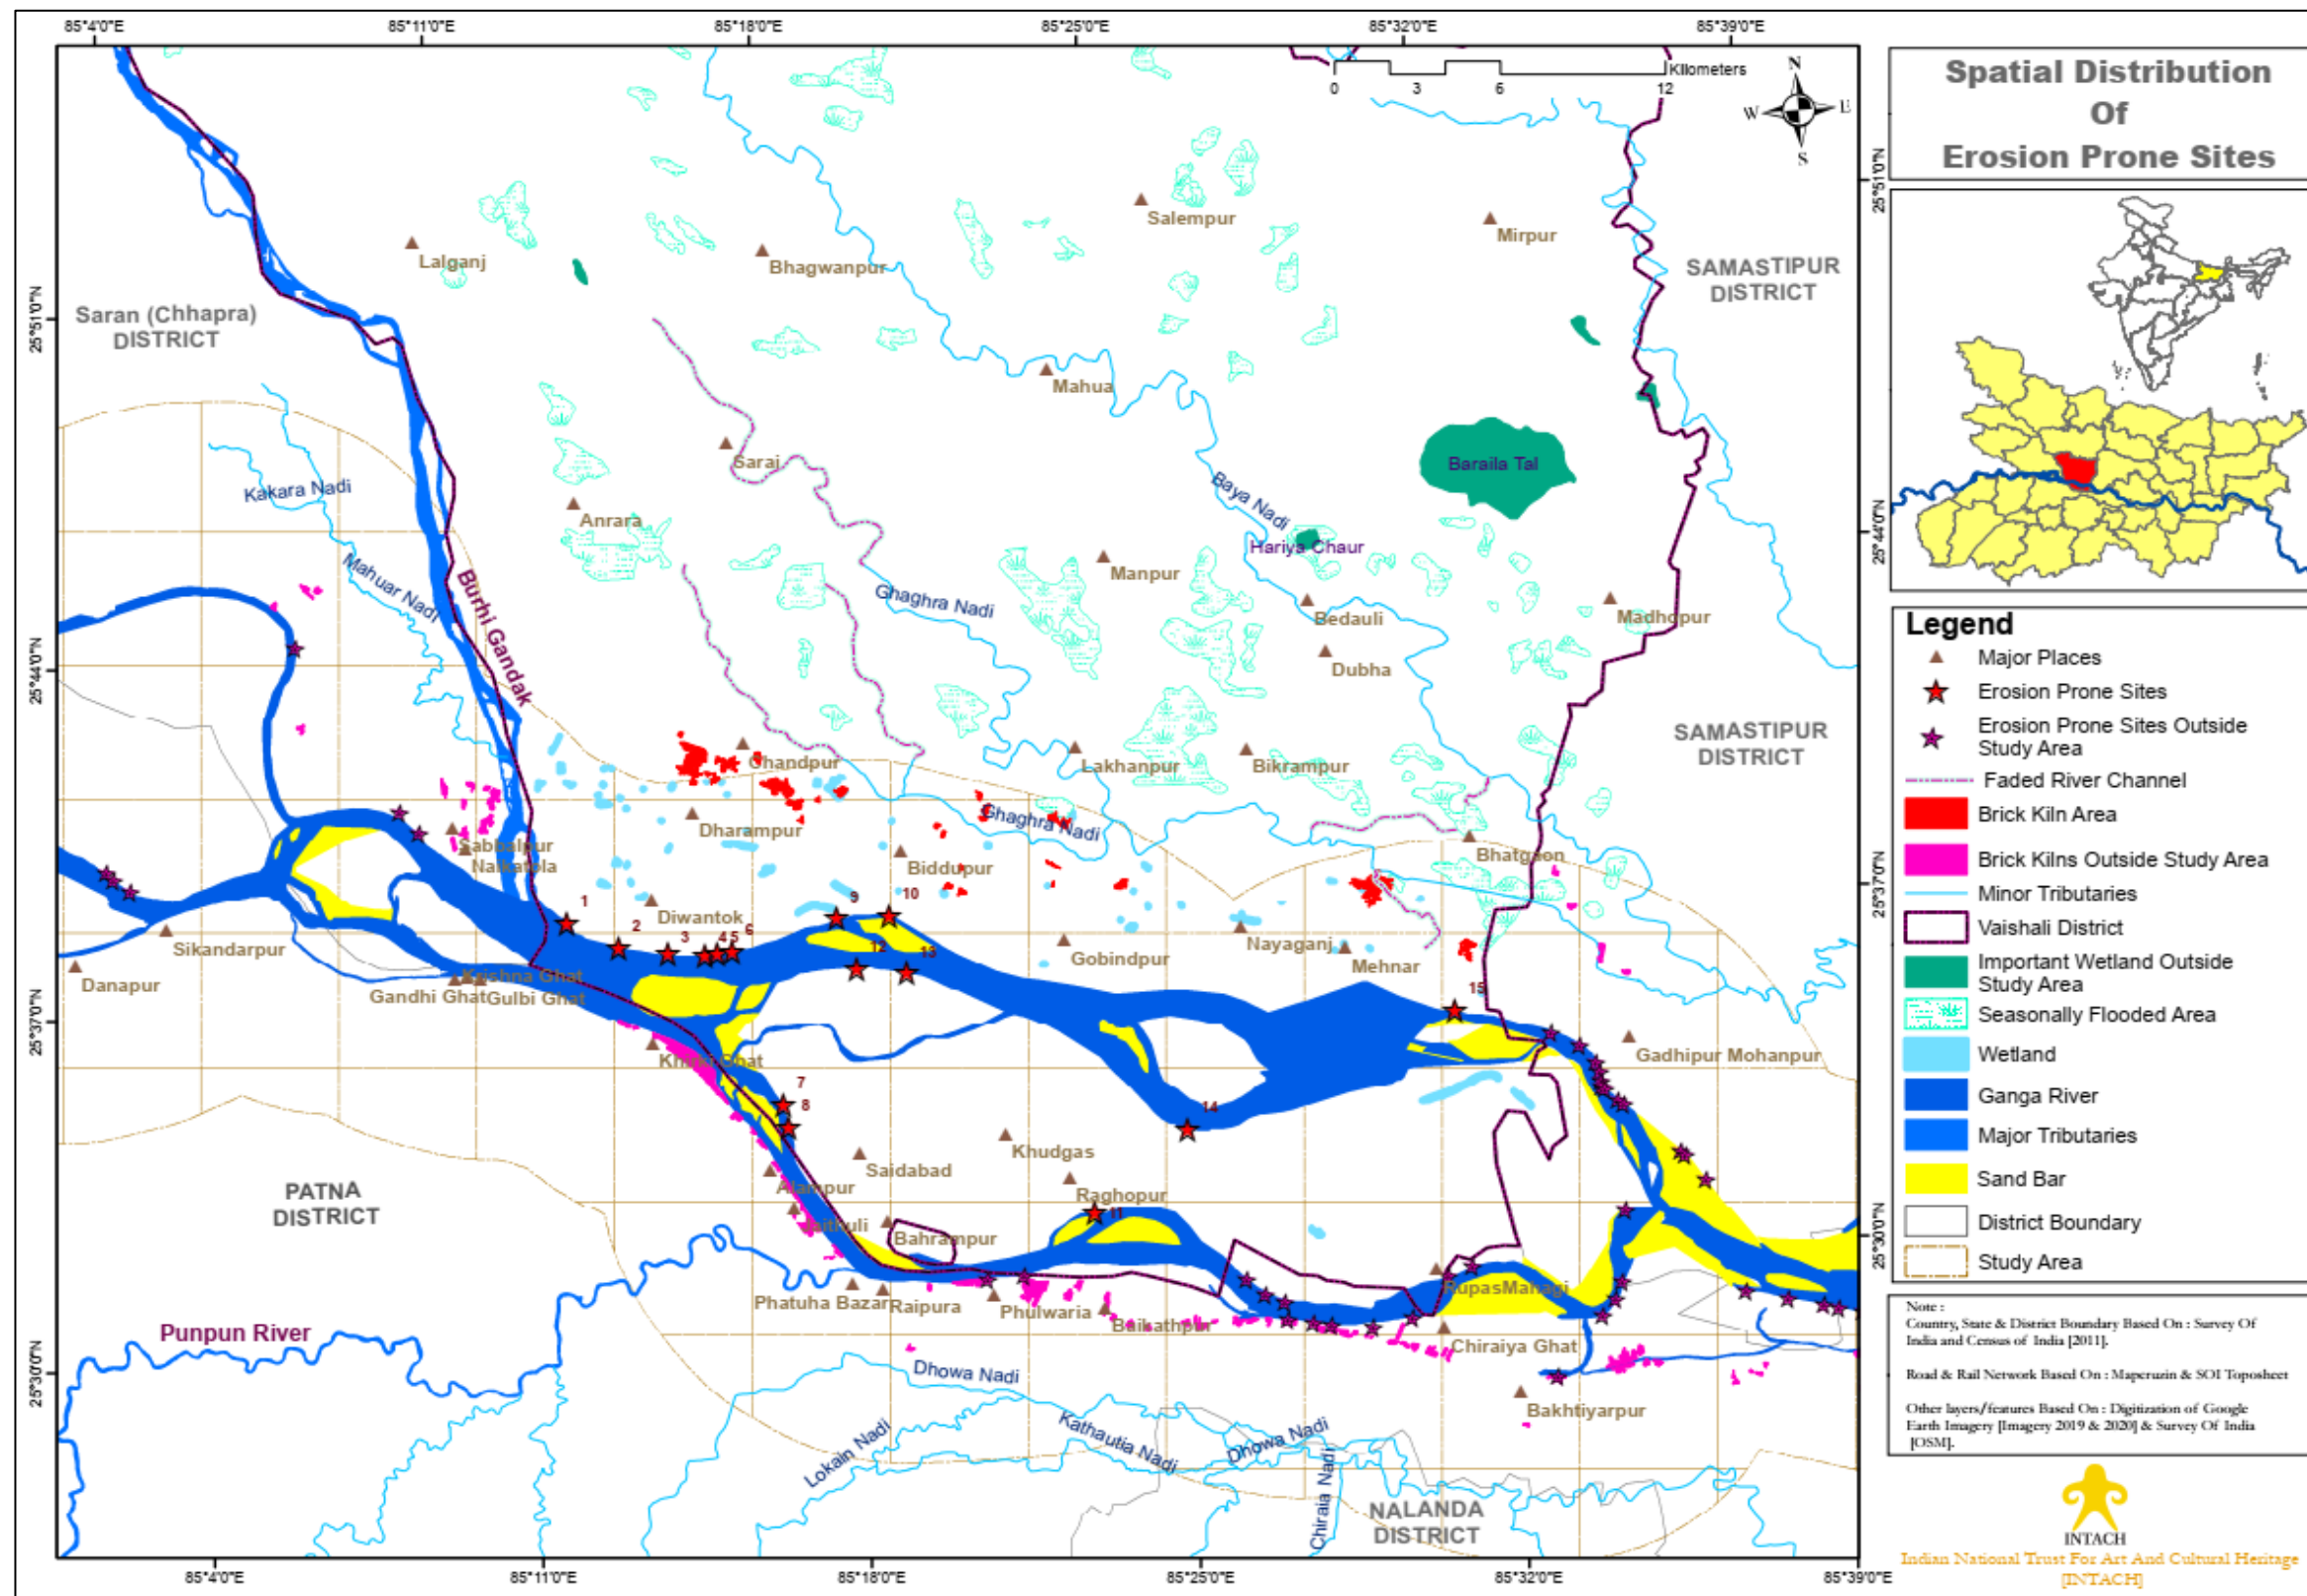 85°4'0"E
85°11'0"E
85°18'0"E
85°25'0"E
85°32'0"E
85°39'0"E
Kilometers
0
3
6
12
N
W
E
S
Spatial Distribution
Of
Erosion Prone Sites
25°51'0"N
25°51'0"N
25°44'0"N
25°44'0"N
25°37'0"N
25°37'0"N
25°30'0"N
25°30'0"N
Salempur
Mirpur
Lalganj
Bhagwanpur
SAMASTIPUR
DISTRICT
Saran (Chhapra)
DISTRICT
Mahua
Saraj
Baraila Tal
Kakara Nadi
Baya Nadi
Anrara
Hariya Chaur
Manpur
Mahuar Nadi
Burhi Gandak
Ghaghra Nadi
Bedauli
Madhopur
Dubha
SAMASTIPUR
DISTRICT
Chandpur
Lakhanpur
Bikrampur
Dharampur
Ghaghra Nadi
Sabbalpur
Naikatola
Biddupur
Bhatgaon
1
2
3
4
5
6
9
10
12
13
Diwantok
Sikandarpur
Nayaganj
Gobindpur
Mehnar
Danapur
Krishna Ghat
Gandhi Ghat
Gulbi Ghat
15
Gadhipur Mohanpur
7
8
14
Khudgas
Saidabad
Alampur
Raghopur
11
PATNA
DISTRICT
Bahrampur
Phatuha Bazar
Raipura
Phulwaria
RupasMahagi
Baikathpur
Chiraiya Ghat
Punpun River
Dhowa Nadi
Bakhtiyarpur
Lokain Nadi
Kathautia Nadi
Dhowa Nadi
Chiraia Nadi
NALANDA
DISTRICT
85°4'0"E
85°11'0"E
85°18'0"E
85°25'0"E
85°32'0"E
85°39'0"E
Legend
Major Places
Erosion Prone Sites
Erosion Prone Sites Outside
Study Area
Faded River Channel
Brick Kiln Area
Brick Kilns Outside Study Area
Minor Tributaries
Vaishali District
Important Wetland Outside
Study Area
Seasonally Flooded Area
Wetland
Ganga River
Major Tributaries
Sand Bar
District Boundary
Study Area
Note :
Country, State & District Boundary Based On : Survey Of
India and Census of India [2011].
Road & Rail Network Based On : Mapcruzin & SOI Toposheet
Other layers/features Based On : Digitization of Google
Earth Imagery [Imagery 2019 & 2020] & Survey Of India
[OSM].
INTACH
Indian National Trust For Art And Cultural Heritage
[INTACH]